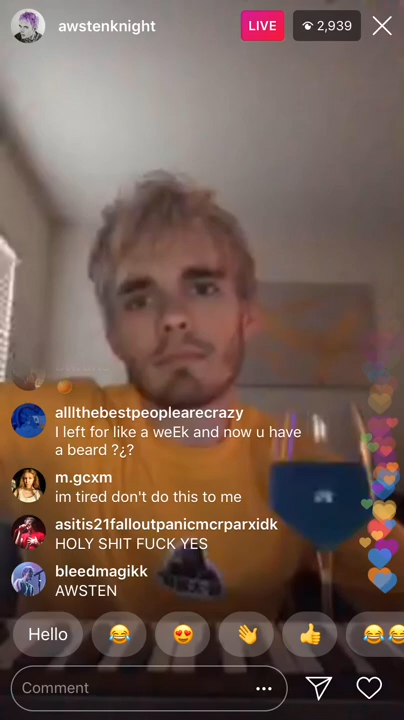 awstenknight
LIVE
2,939
alllthebestpeoplearecrazy
I left for like a weEk and now u have
a beard ?¿?
m.gcxm
im tired don't do this to me
asitis21falloutpanicmcrparxidk
HOLY SHIT FUCK YES
bleedmagikk
AWSTEN
Hello
Comment